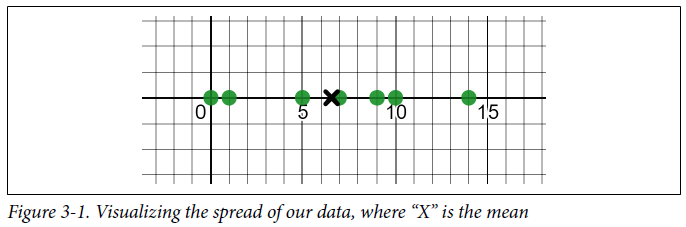 0 5 10 15
Figure 3-1. Visualizing the spread of our data, where “X” is the mean